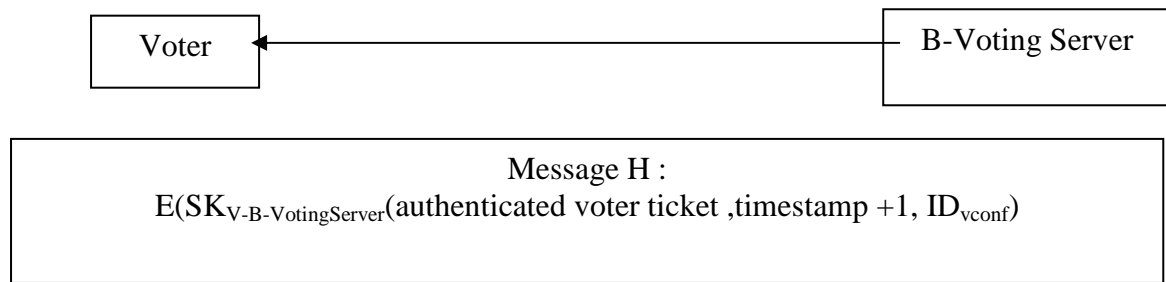 Voter
B-Voting Server
Message H :
E(SKV-B-VotingServer(authenticated voter ticket ,timestamp +1, IDvconf)